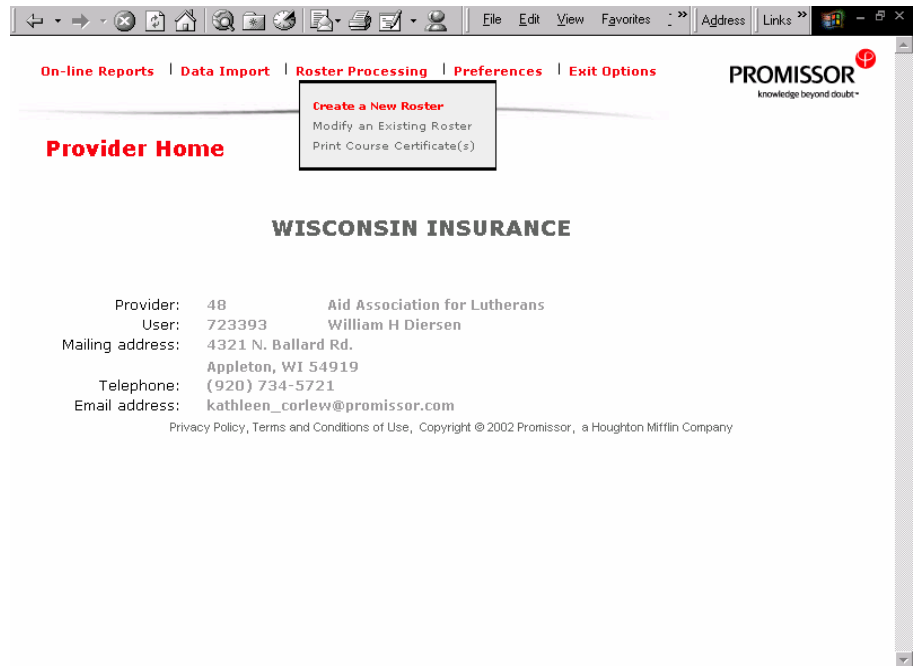 File Edit View Favorites Address Links
On-line Reports | Data Import | Roster Processing | Preferences | Exit Options
PROMISSOR
knowledge beyond doubt™
Create a New Roster
Modify an Existing Roster
Print Course Certificate(s)
Provider Home
WISCONSIN INSURANCE
Provider: 48 Aid Association for Lutherans
User: 723393 William H Diersen
Mailing address: 4321 N. Ballard Rd.
Appleton, WI 54919
Telephone: (920) 734-5721
Email address: kathleen_corlew@promissor.com
Privacy Policy, Terms and Conditions of Use, Copyright © 2002 Promissor, a Houghton Mifflin Company